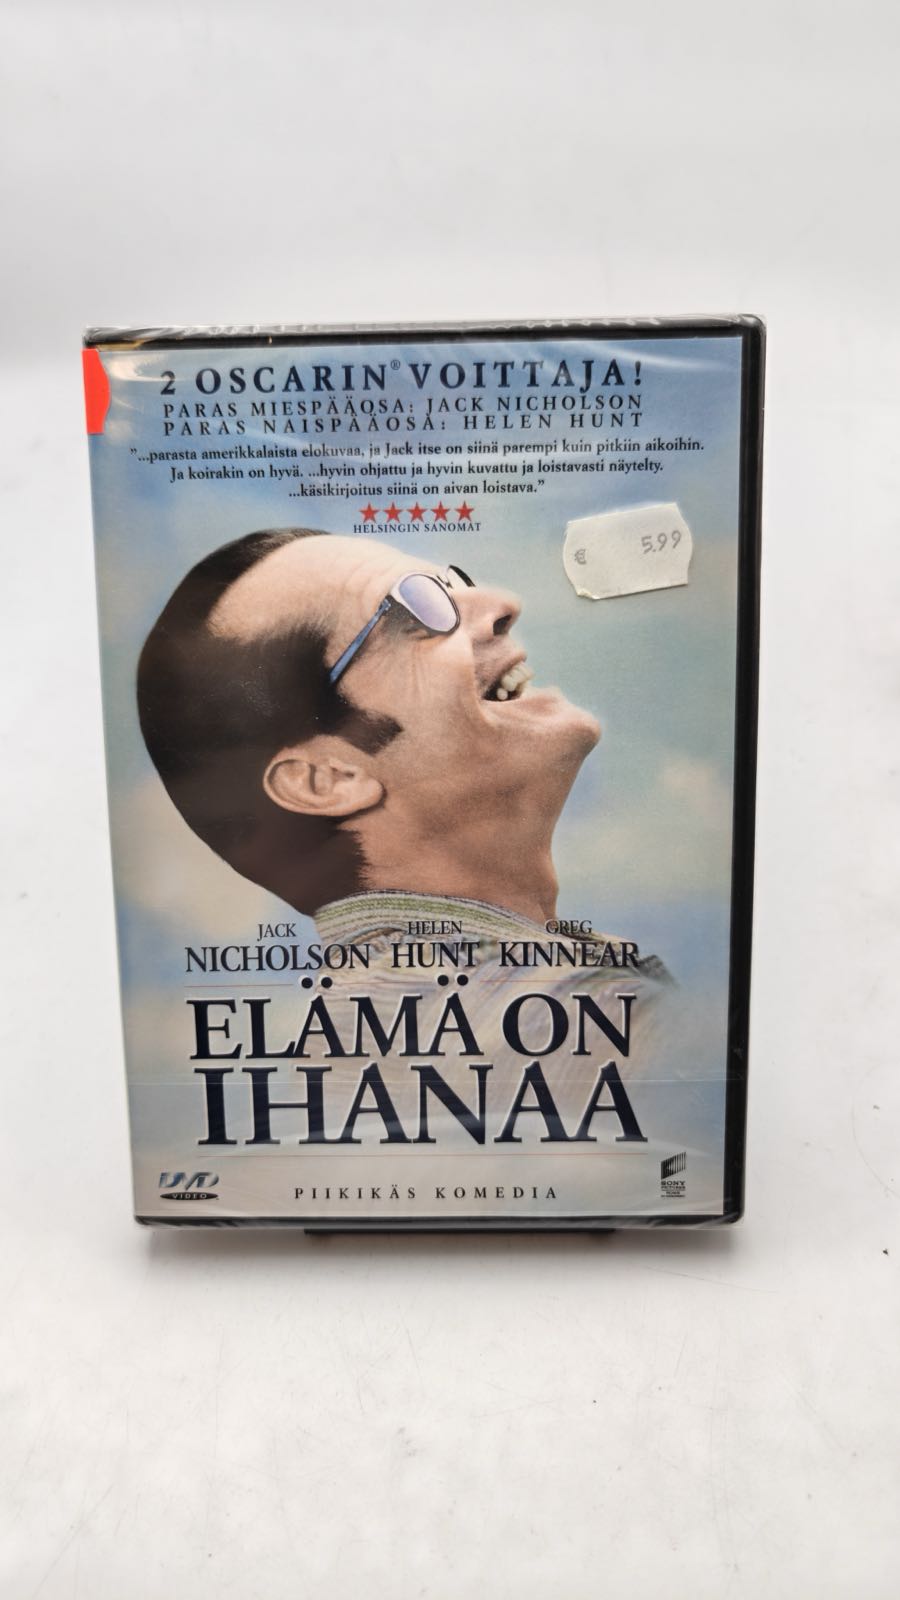 2 OSCARIN® VOITTAJA!
PARAS MIESPÄÄOSA: JACK NICHOLSON
PARAS NAISPÄÄOSA: HELEN HUNT
"...parasta amerikkalaista elokuvaa, ja Jack itse on siinä parempi kuin pitkiin aikoihin.
Ja koirakin on hyvä. ...hyvin ohjattu ja hyvin kuvattu ja loistavasti näytelty.
...käsikirjoitus siinä on aivan loistava."
★★★★★
HELSINGIN SANOMAT
€ 5.99
JACK NICHOLSON HELEN HUNT GREG KINNEAR
ELÄMÄ ON
IHANAA
DVD
VIDEO
PIIKIKÄS KOMEDIA
SONY
PICTURES